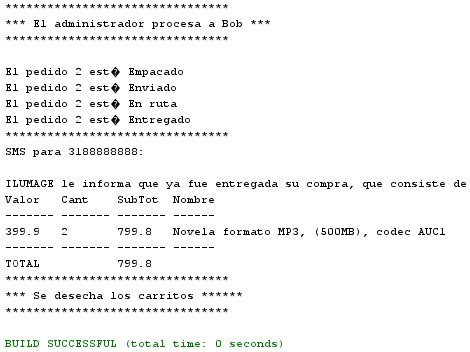 *********************************
*** El administrador procesa a Bob ***
*********************************
El pedido 2 est� Empacado
El pedido 2 est� Enviado
El pedido 2 est� En ruta
El pedido 2 est� Entregado
*********************************
SMS para 3188888888:
ILUMAGE le informa que ya fue entregada su compra, que consiste de
Valor Cant SubTot Nombre
------- ------- ------- ------
399.9 2 799.8 Novela formato MP3, (500MB), codec AUC1
------- ------- ------- ------
TOTAL 799.8
*********************************
*** Se desecha los carritos ******
*********************************
BUILD SUCCESSFUL (total time: 0 seconds)